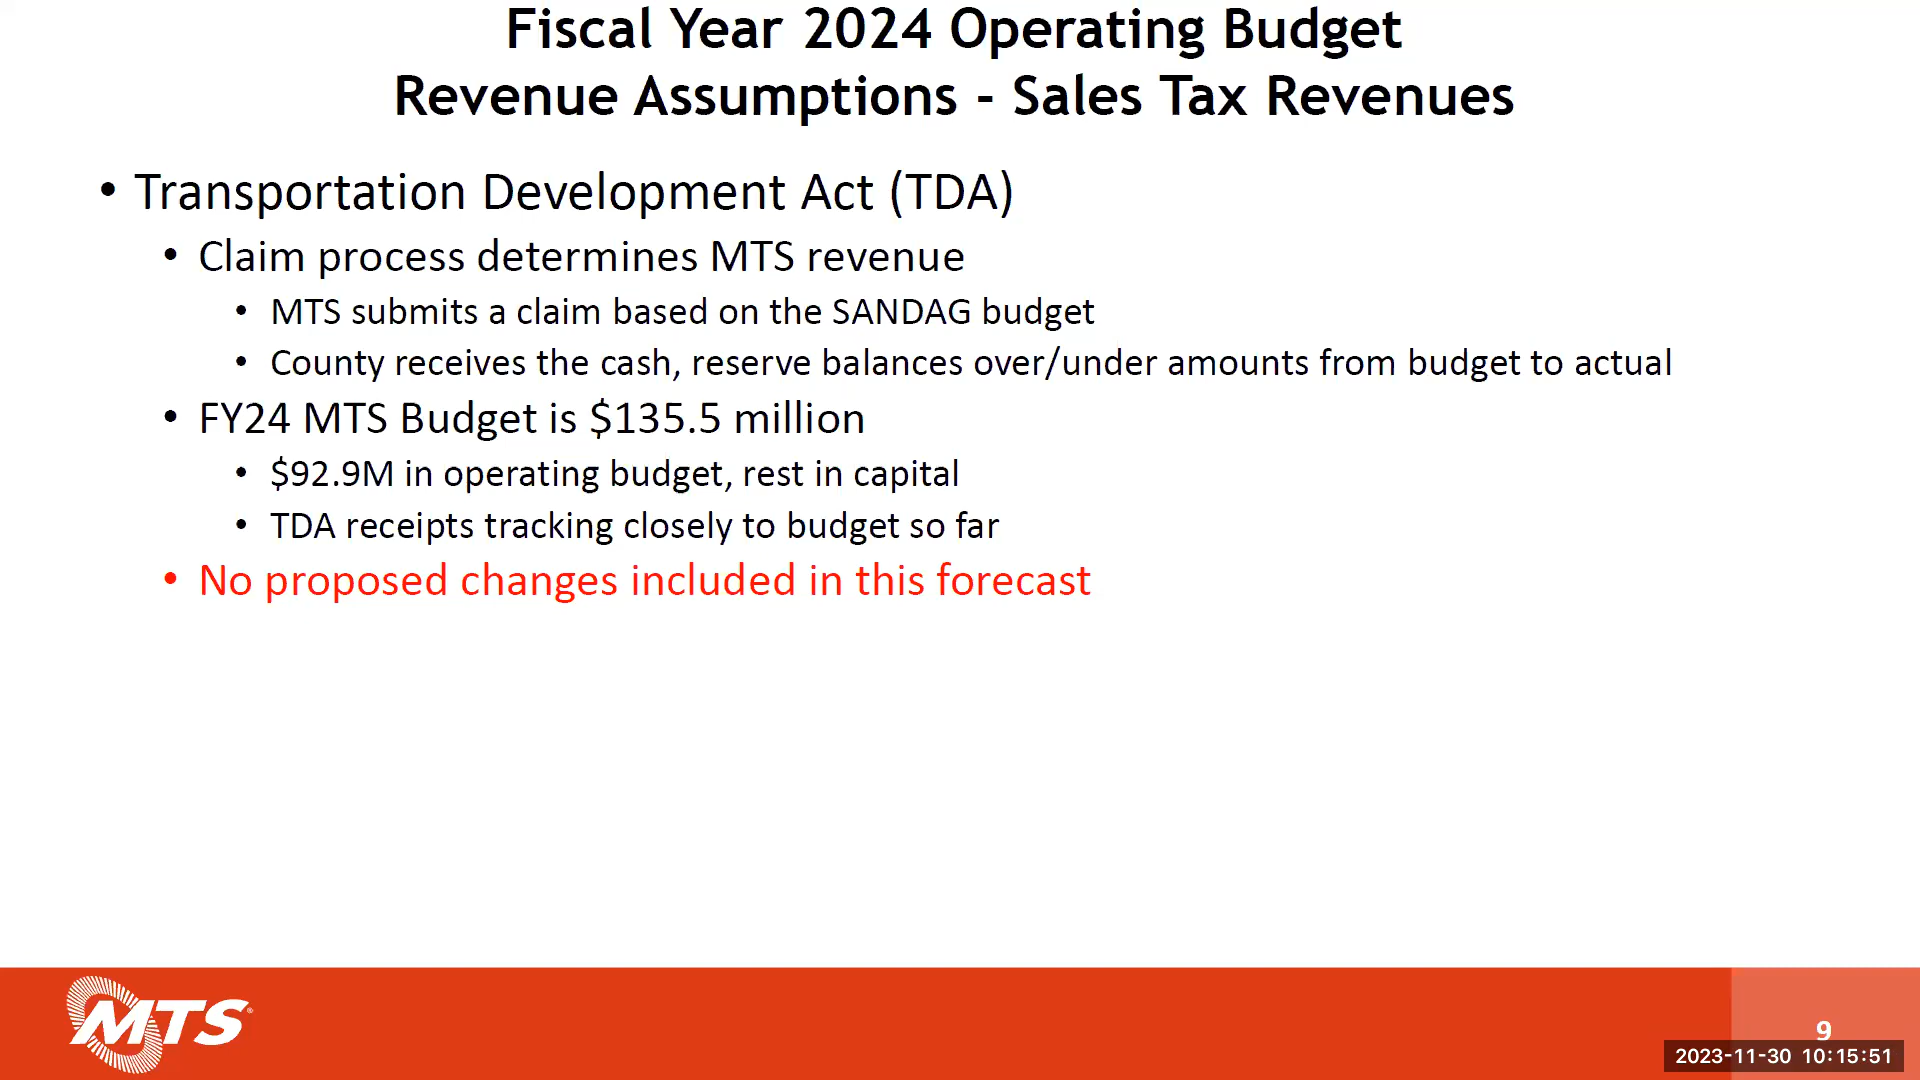 Fiscal Year 2024 Operating Budget
Revenue Assumptions - Sales Tax Revenues
• Transportation Development Act (TDA)
• Claim process determines MTS revenue
• MTS submits a claim based on the SANDAG budget
• County receives the cash, reserve balances over/under amounts from budget to actual
• FY24 MTS Budget is $135.5 million
• $92.9M in operating budget, rest in capital
• TDA receipts tracking closely to budget so far
• No proposed changes included in this forecast
MTS
9
2023-11-30 10:15:51